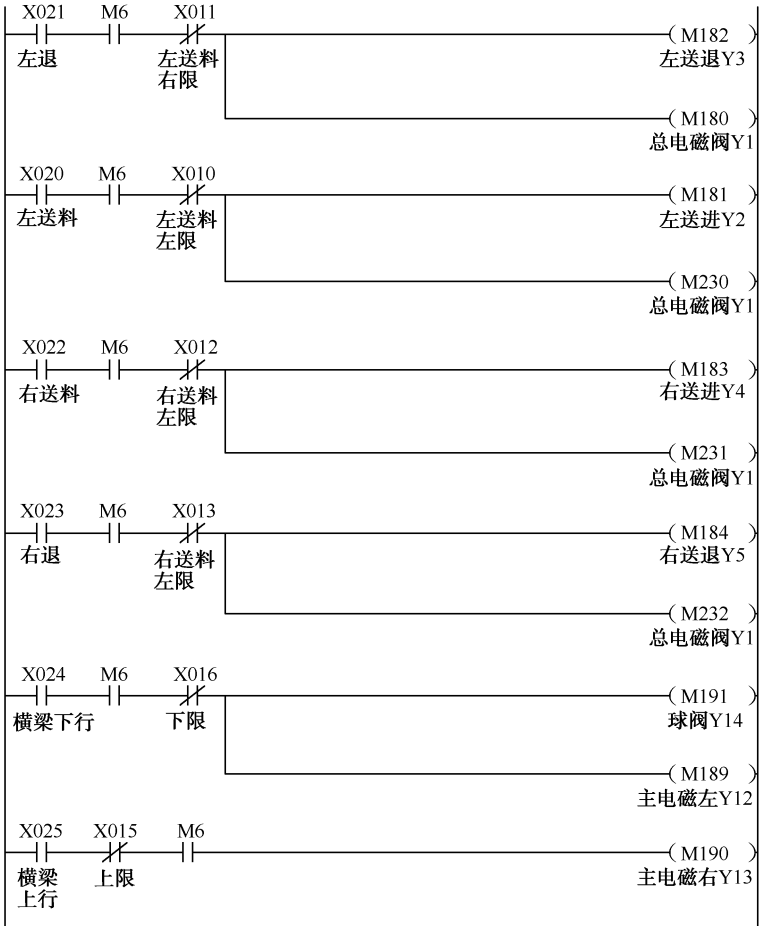 X021 M6 X011
( M182 )
左退 左送料 左送退Y3
右限
( M180 )
总电磁阀Y1
X020 M6 X010
( M181 )
左送料 左送料 左送进Y2
左限
( M230 )
总电磁阀Y1
X022 M6 X012
( M183 )
右送料 右送料 右送进Y4
左限
( M231 )
总电磁阀Y1
X023 M6 X013
( M184 )
右退 右送料 右送退Y5
左限
( M232 )
总电磁阀Y1
X024 M6 X016
( M191 )
横梁下行 下限 球阀Y14
( M189 )
主电磁左Y12
X025 X015 M6
( M190 )
横梁 上限 主电磁右Y13
上行